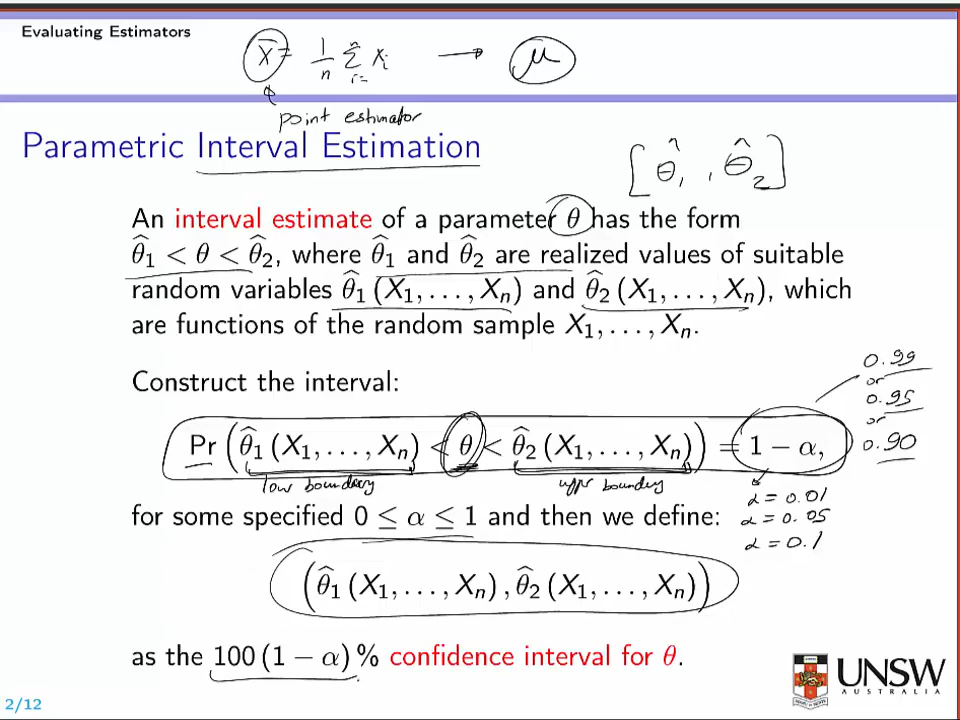 Evaluating Estimators
X̄ = 1/n Σ Xᵢ → μ
point estimator
Parametric Interval Estimation
[θ̂₁, θ̂₂]
An interval estimate of a parameter θ has the form
θ̂₁ < θ < θ̂₂, where θ̂₁ and θ̂₂ are realized values of suitable
random variables θ̂₁ (X₁, . . . , Xₙ) and θ̂₂ (X₁, . . . , Xₙ), which
are functions of the random sample X₁, . . . , Xₙ.
Construct the interval:
0.99
or
0.95
or
0.90
Pr (θ̂₁ (X₁, . . . , Xₙ) < θ < θ̂₂ (X₁, . . . , Xₙ)) = 1 − α,
low boundary
boundary
α = 0.01
α = 0.05
α = 0.1
for some specified 0 ≤ α ≤ 1 and then we define:
(θ̂₁ (X₁, . . . , Xₙ) , θ̂₂ (X₁, . . . , Xₙ))
as the 100 (1 − α) % confidence interval for θ.
UNSW
AUSTRALIA
2/12